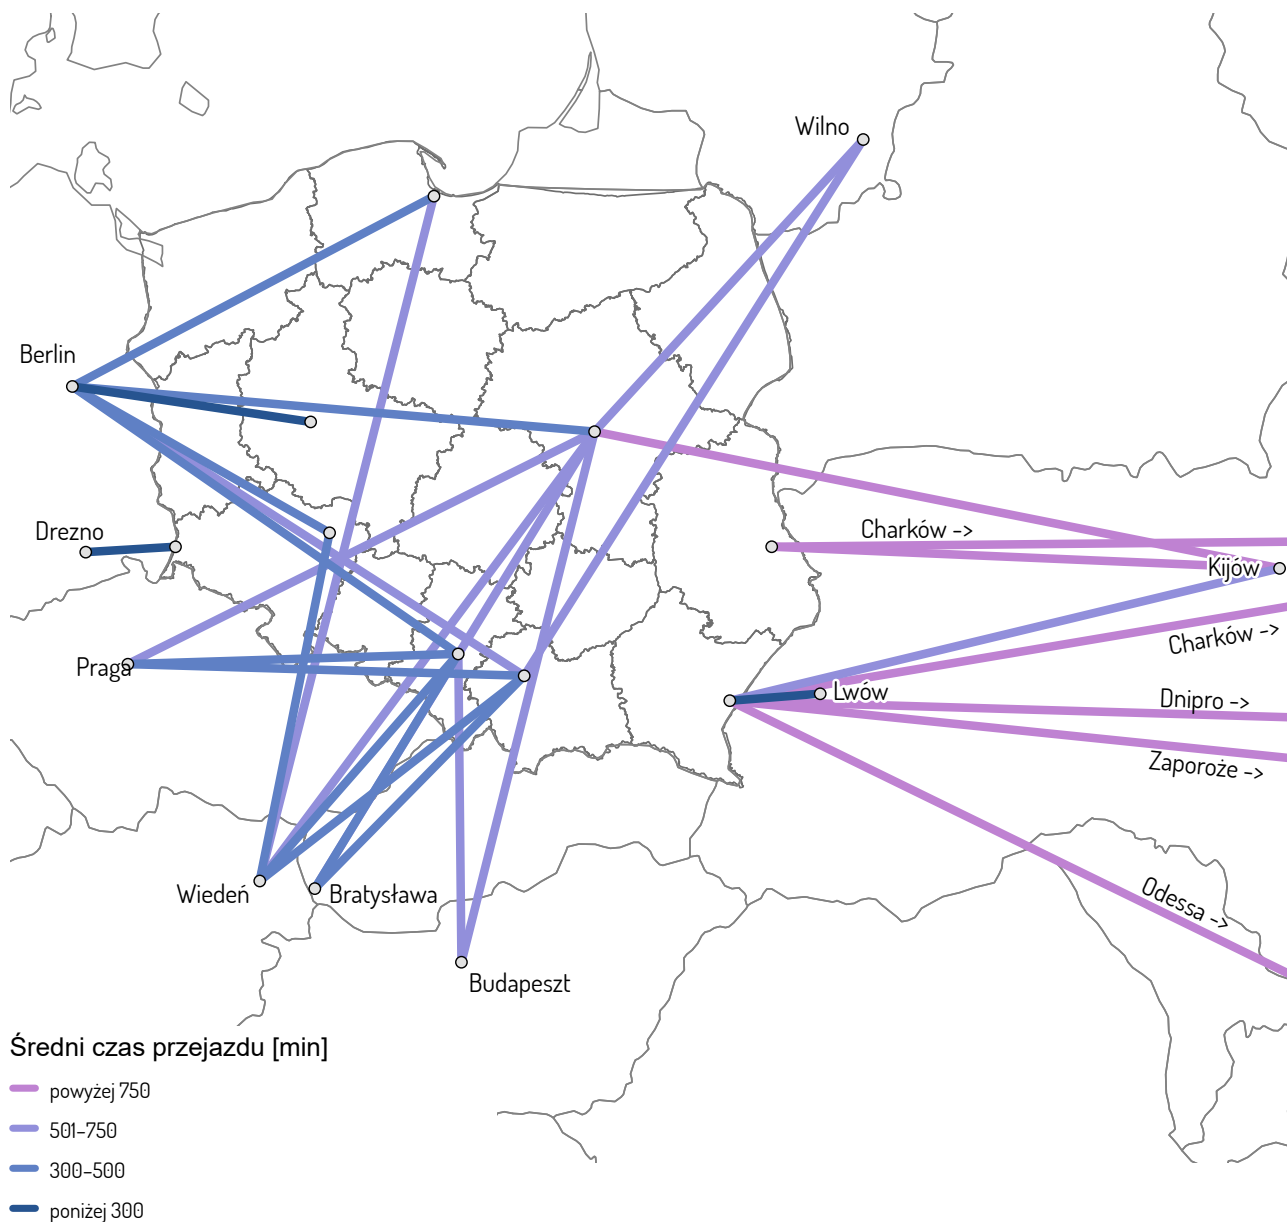 Wilno
Berlin
Drezno
Charków ->
Kijów
Charków ->
Praga
Lwów
Dnipro ->
Zaporoże ->
Wiedeń
Bratysława
Odessa ->
Budapeszt
Średni czas przejazdu [min]
powyżej 750
501-750
300-500
poniżej 300